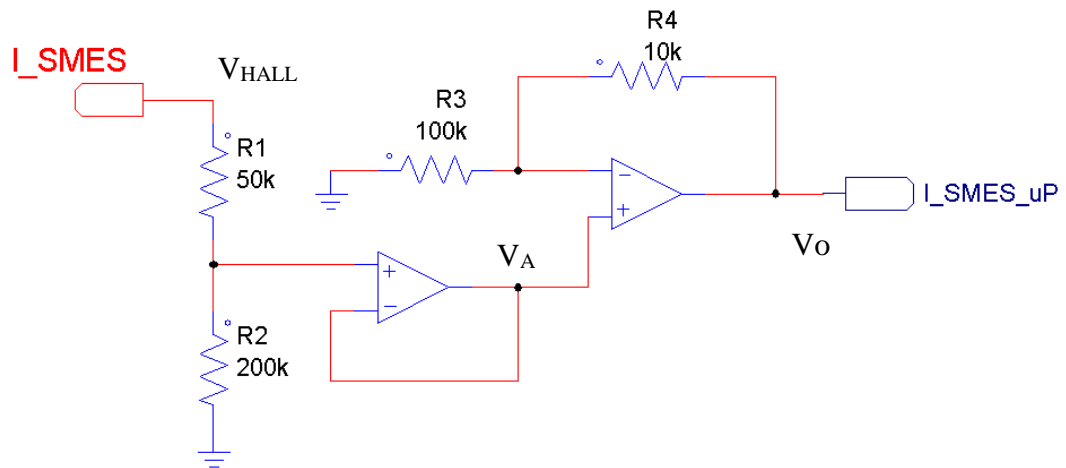 I_SMES
VHALL
R1
50k
R2
200k
R3
100k
R4
10k
+
−
VA
−
+
VO
I_SMES_uP